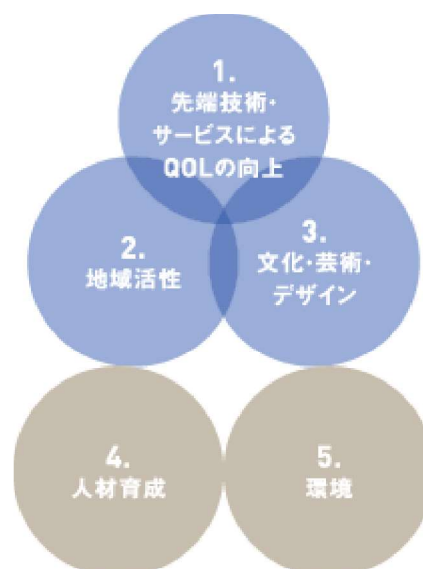 1.
先端技術・
サービスによる
QOLの向上
2.
地域活性
3.
文化・芸術・
デザイン
4.
人材育成
5.
環境